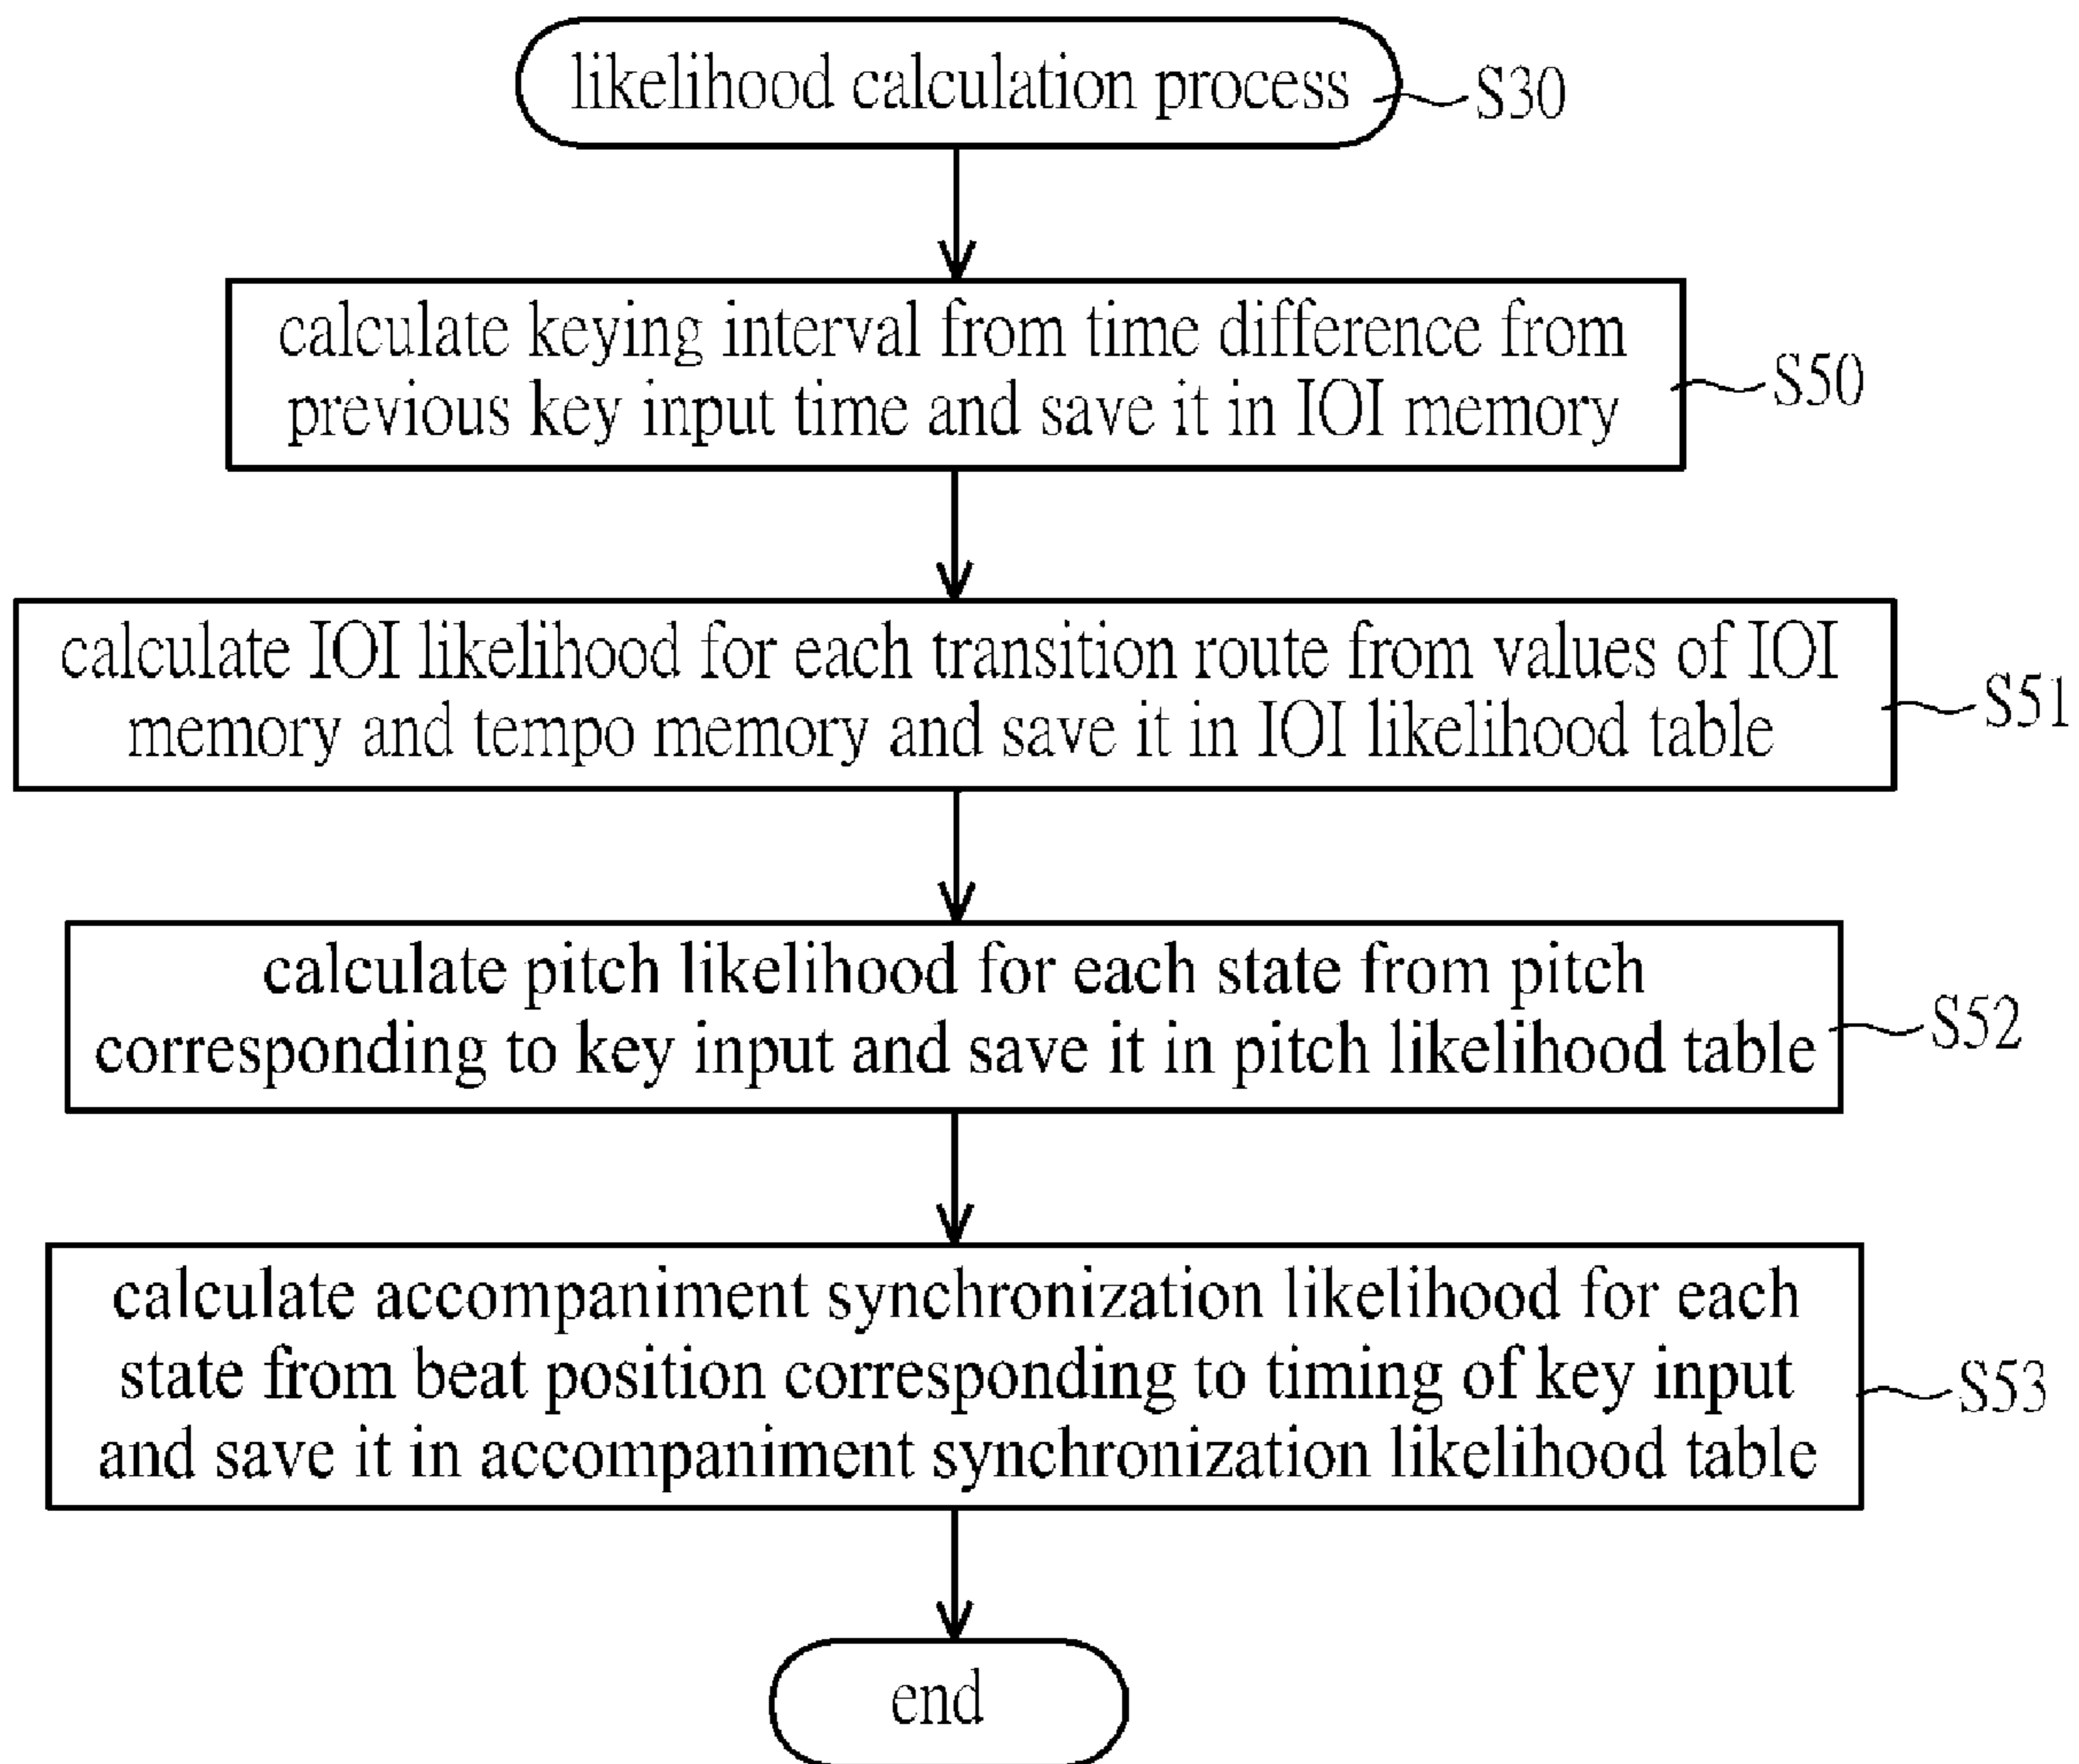 likelihood calculation process
S30
calculate keying interval from time difference from
previous key input time and save it in IOI memory
S50
calculate IOI likelihood for each transition route from values of IOI
memory and tempo memory and save it in IOI likelihood table
S51
calculate pitch likelihood for each state from pitch
corresponding to key input and save it in pitch likelihood table
S52
calculate accompaniment synchronization likelihood for each
state from beat position corresponding to timing of key input
and save it in accompaniment synchronization likelihood table
S53
end